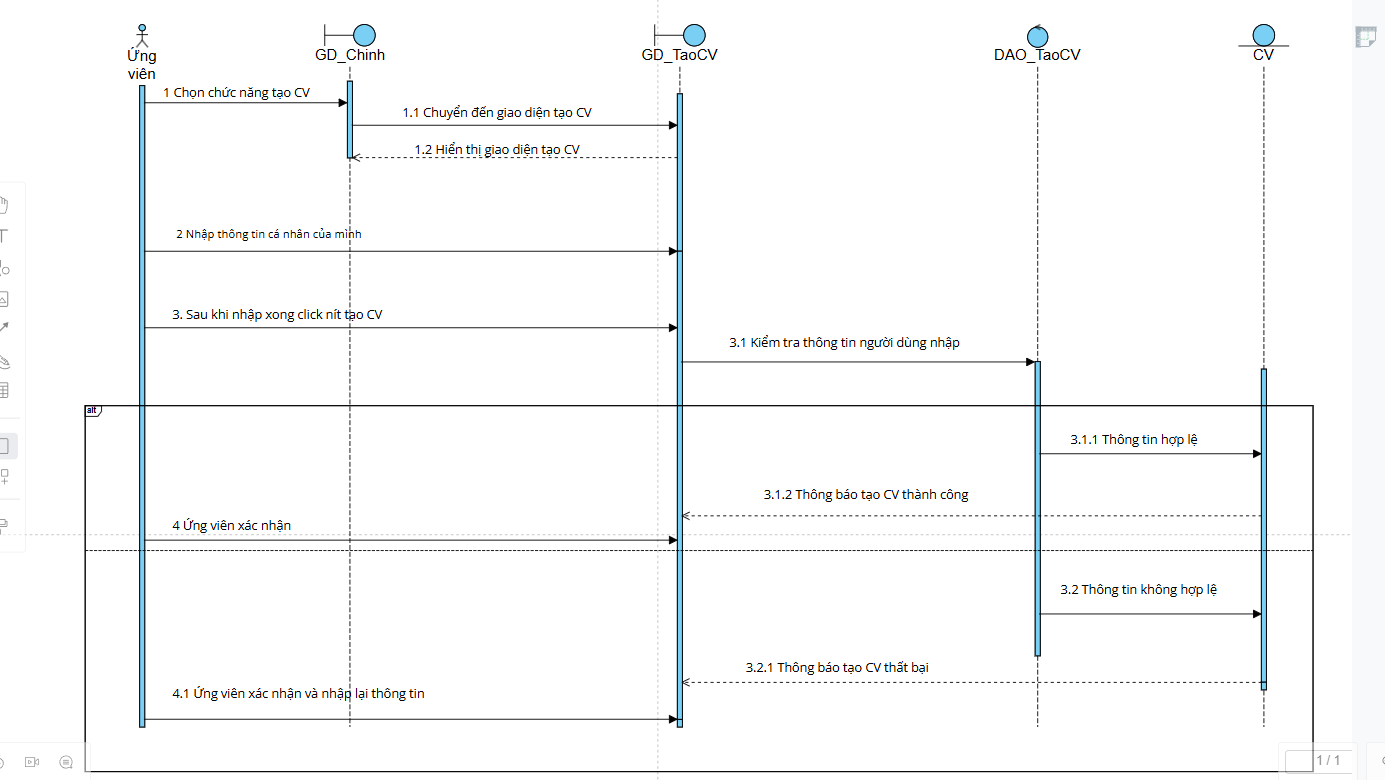 Ứng
viên
GD_Chinh
GD_TaoCV
DAO_TaoCV
CV
1 Chọn chức năng tạo CV
1.1 Chuyển đến giao diện tạo CV
1.2 Hiển thị giao diện tạo CV
2 Nhập thông tin cá nhân của mình
3. Sau khi nhập xong click nít tạo CV
3.1 Kiểm tra thông tin người dùng nhập
alt
3.1.1 Thông tin hợp lệ
3.1.2 Thông báo tạo CV thành công
4 Ứng viên xác nhận
3.2 Thông tin không hợp lệ
3.2.1 Thông báo tạo CV thất bại
4.1 Ứng viên xác nhận và nhập lại thông tin
1 / 1